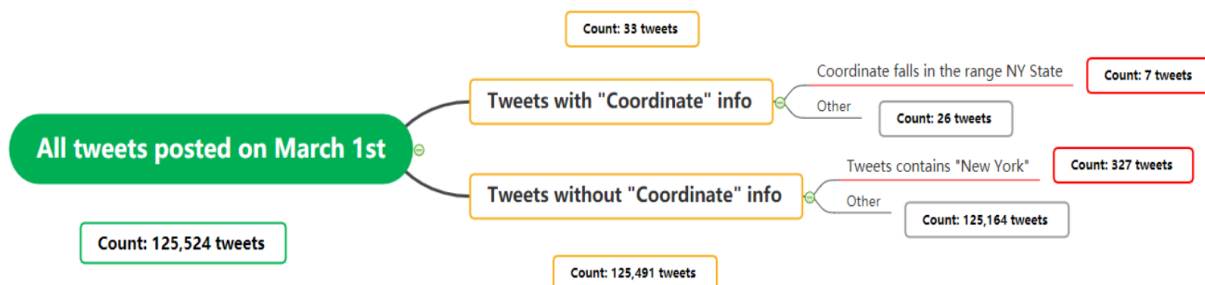 Count: 33 tweets
Coordinate falls in the range NY State
Count: 7 tweets
Tweets with "Coordinate" info
Other
Count: 26 tweets
All tweets posted on March 1st
Tweets contains "New York"
Count: 327 tweets
Tweets without "Coordinate" info
Other
Count: 125,164 tweets
Count: 125,524 tweets
Count: 125,491 tweets